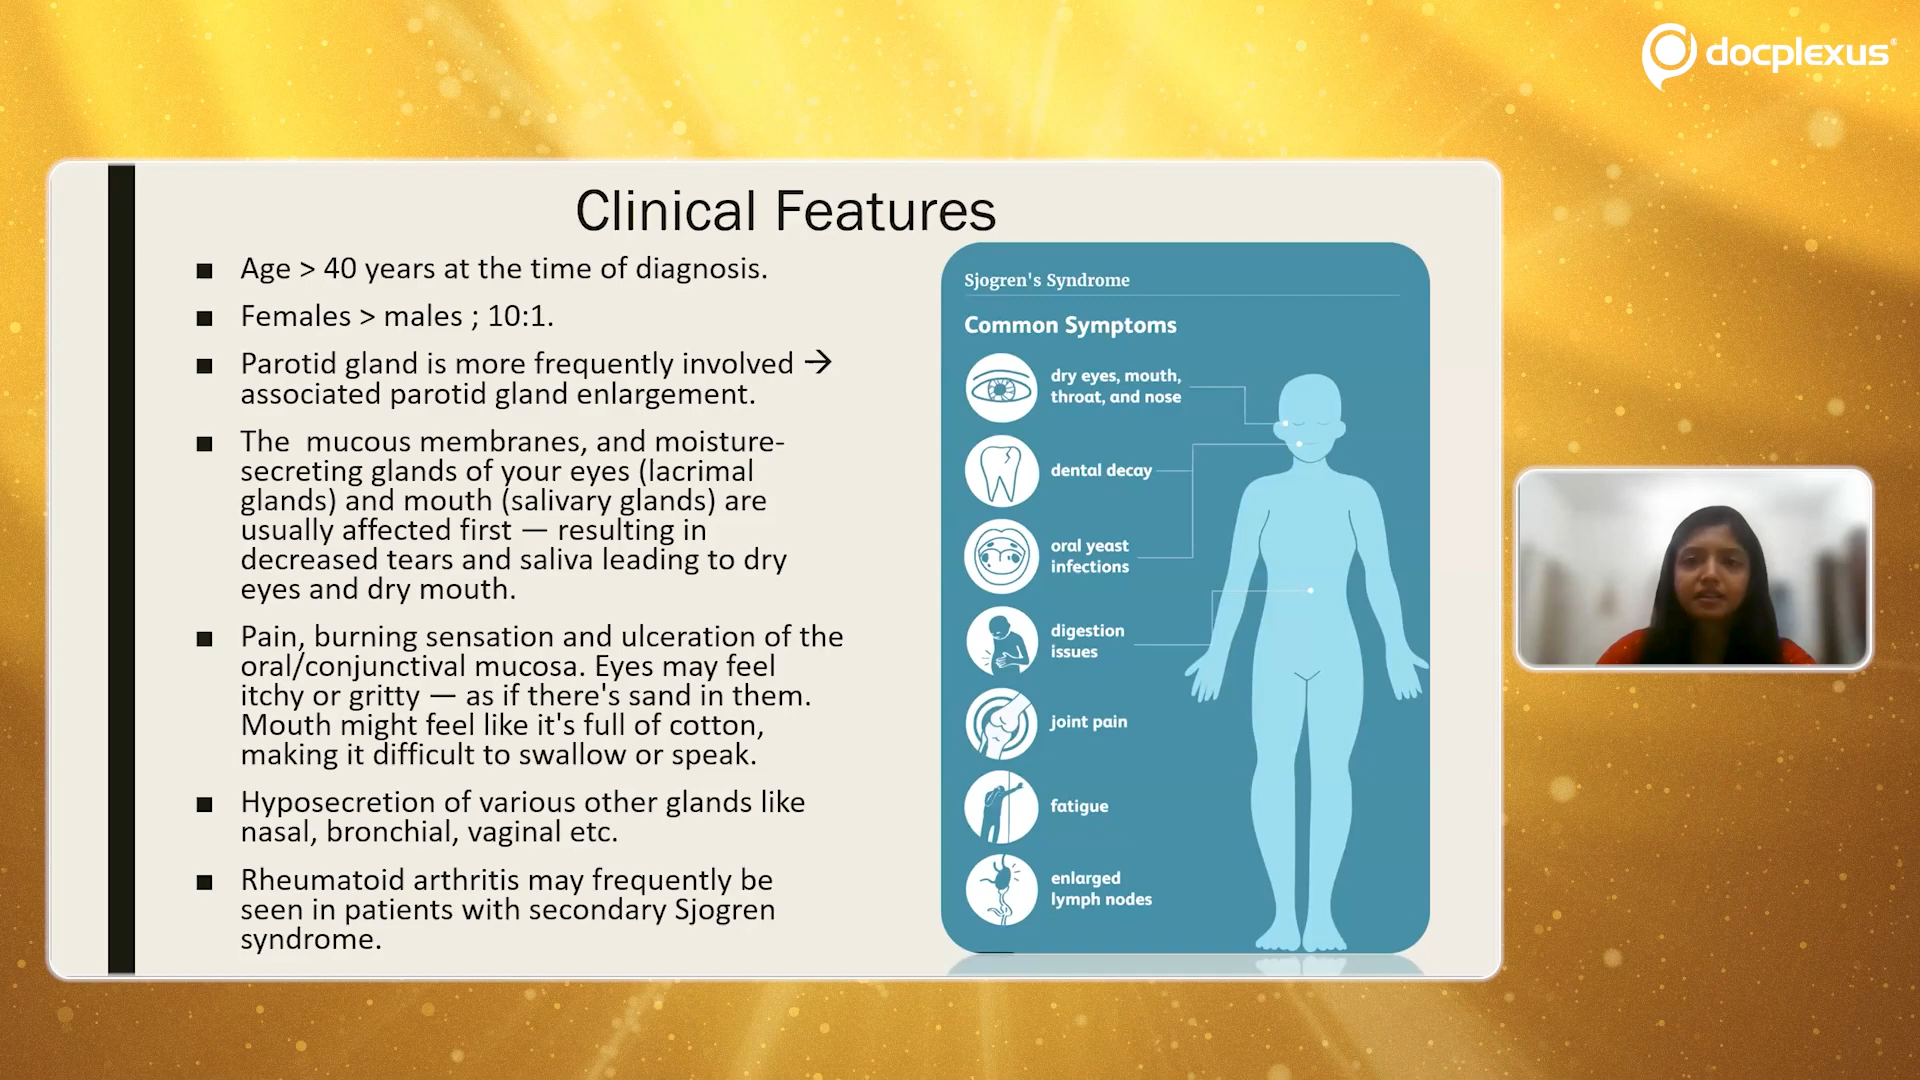 docplexus
Clinical Features
■ Age > 40 years at the time of diagnosis.
■ Females > males ; 10:1.
■ Parotid gland is more frequently involved →
associated parotid gland enlargement.
■ The mucous membranes, and moisture-
secreting glands of your eyes (lacrimal
glands) and mouth (salivary glands) are
usually affected first — resulting in
decreased tears and saliva leading to dry
eyes and dry mouth.
■ Pain, burning sensation and ulceration of the
oral/conjunctival mucosa. Eyes may feel
itchy or gritty — as if there's sand in them.
Mouth might feel like it's full of cotton,
making it difficult to swallow or speak.
■ Hyposecretion of various other glands like
nasal, bronchial, vaginal etc.
■ Rheumatoid arthritis may frequently be
seen in patients with secondary Sjogren
syndrome.
Sjogren's Syndrome
Common Symptoms
dry eyes, mouth,
throat, and nose
dental decay
oral yeast
infections
digestion
issues
joint pain
fatigue
enlarged
lymph nodes